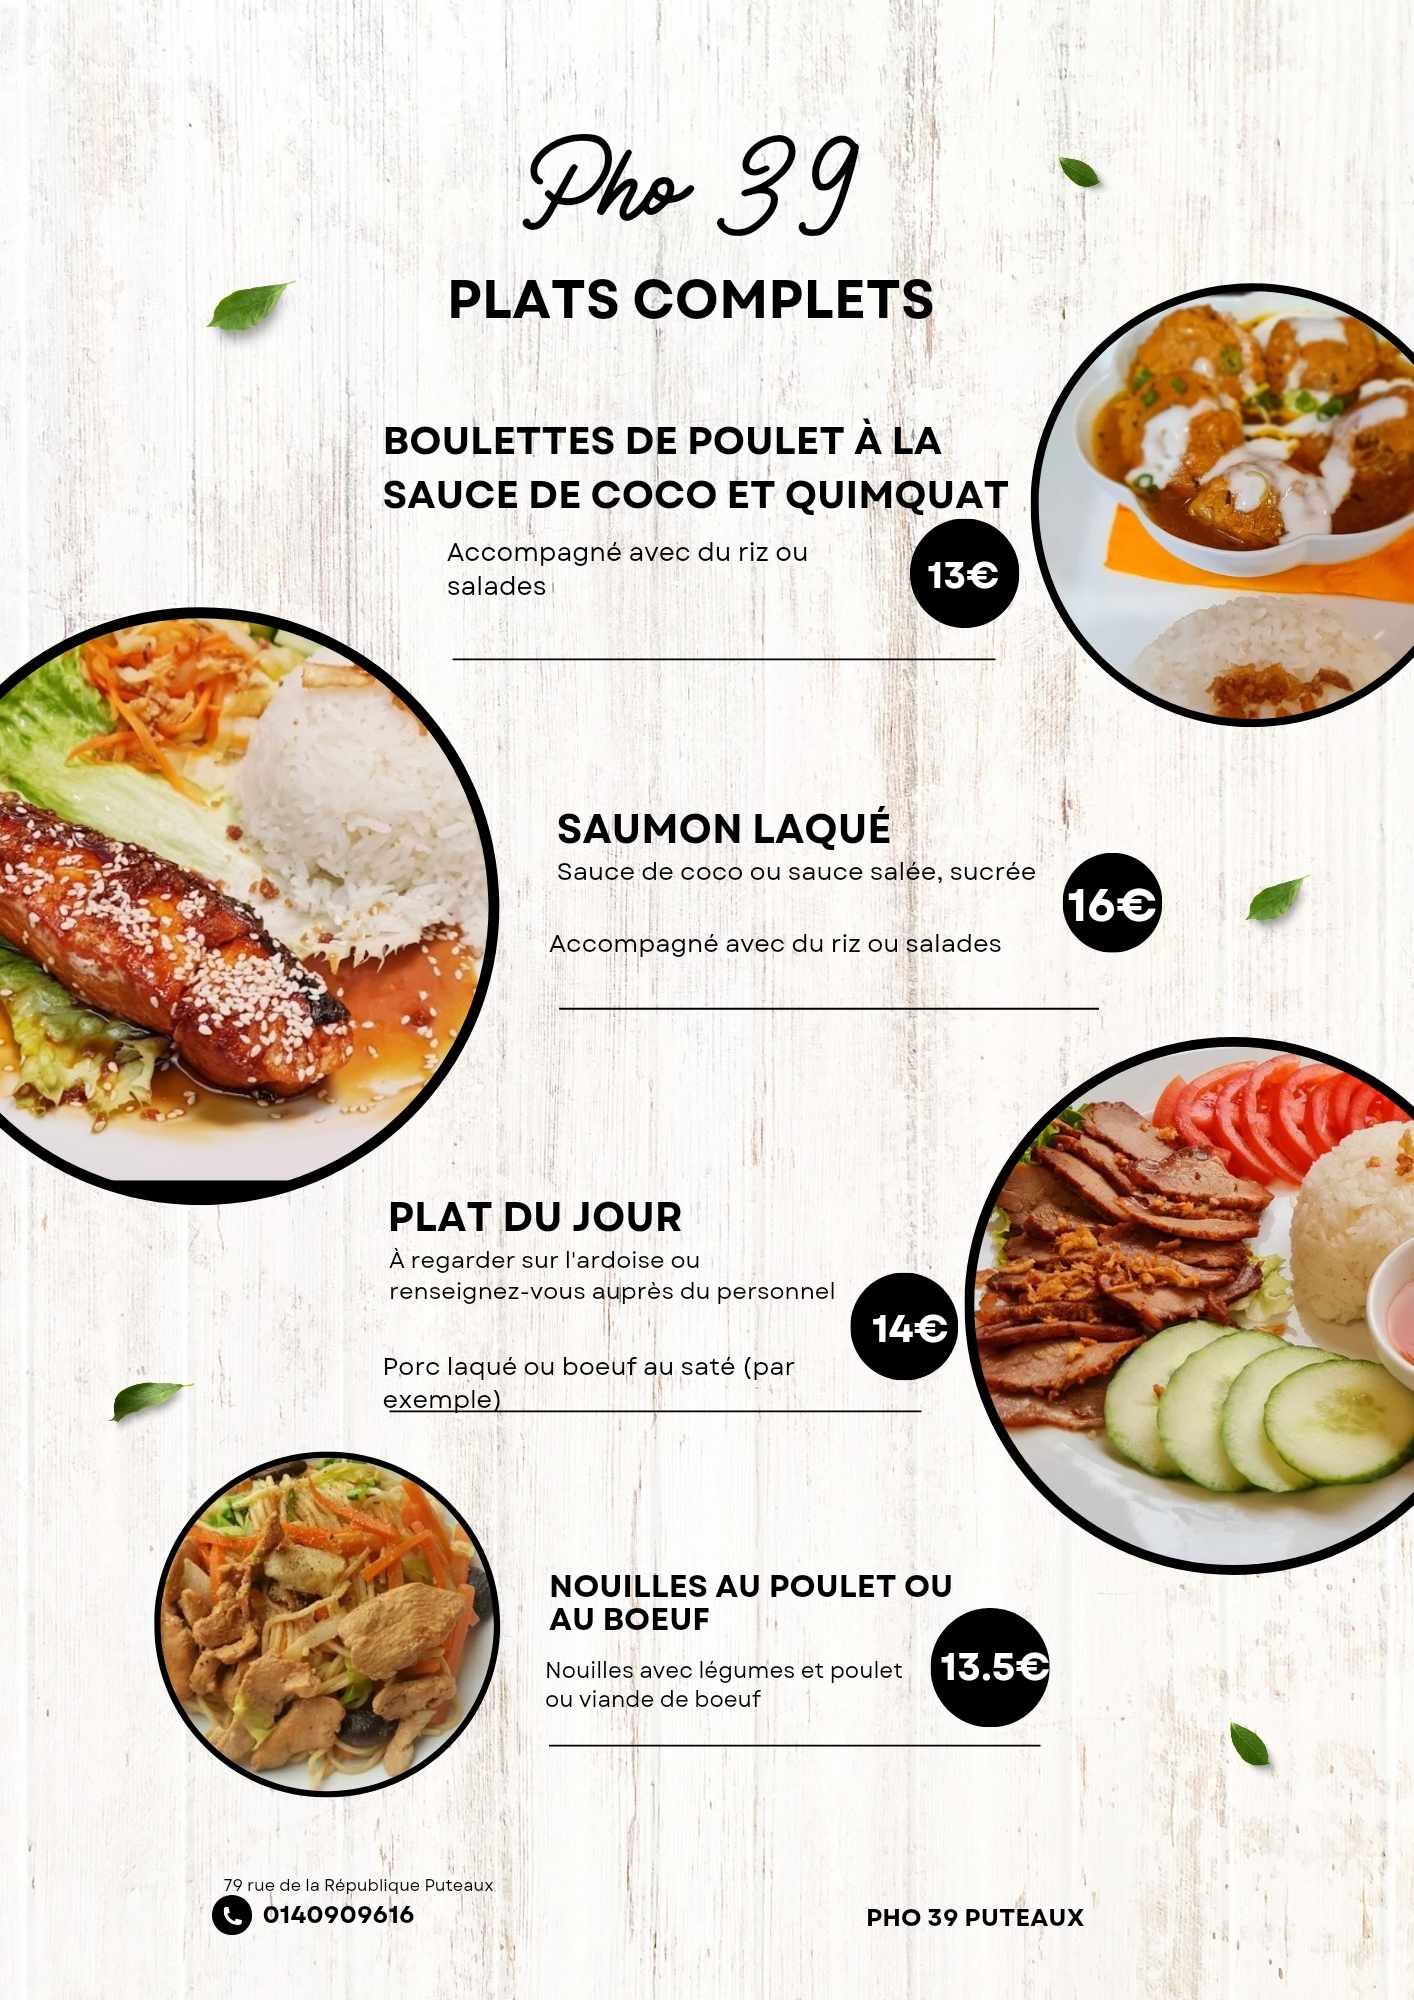 Pho 39
PLATS COMPLETS
BOULETTES DE POULET À LA
SAUCE DE COCO ET QUIMQUAT
Accompagné avec du riz ou
salades
13€
SAUMON LAQUÉ
Sauce de coco ou sauce salée, sucrée
16€
Accompagné avec du riz ou salades
PLAT DU JOUR
À regarder sur l'ardoise ou
renseignez-vous auprès du personnel
14€
Porc laqué ou boeuf au saté (par
exemple)
NOUILLES AU POULET OU
AU BOEUF
13.5€
Nouilles avec légumes et poulet
ou viande de boeuf
79 rue de la République Puteaux
0140909616
PHO 39 PUTEAUX